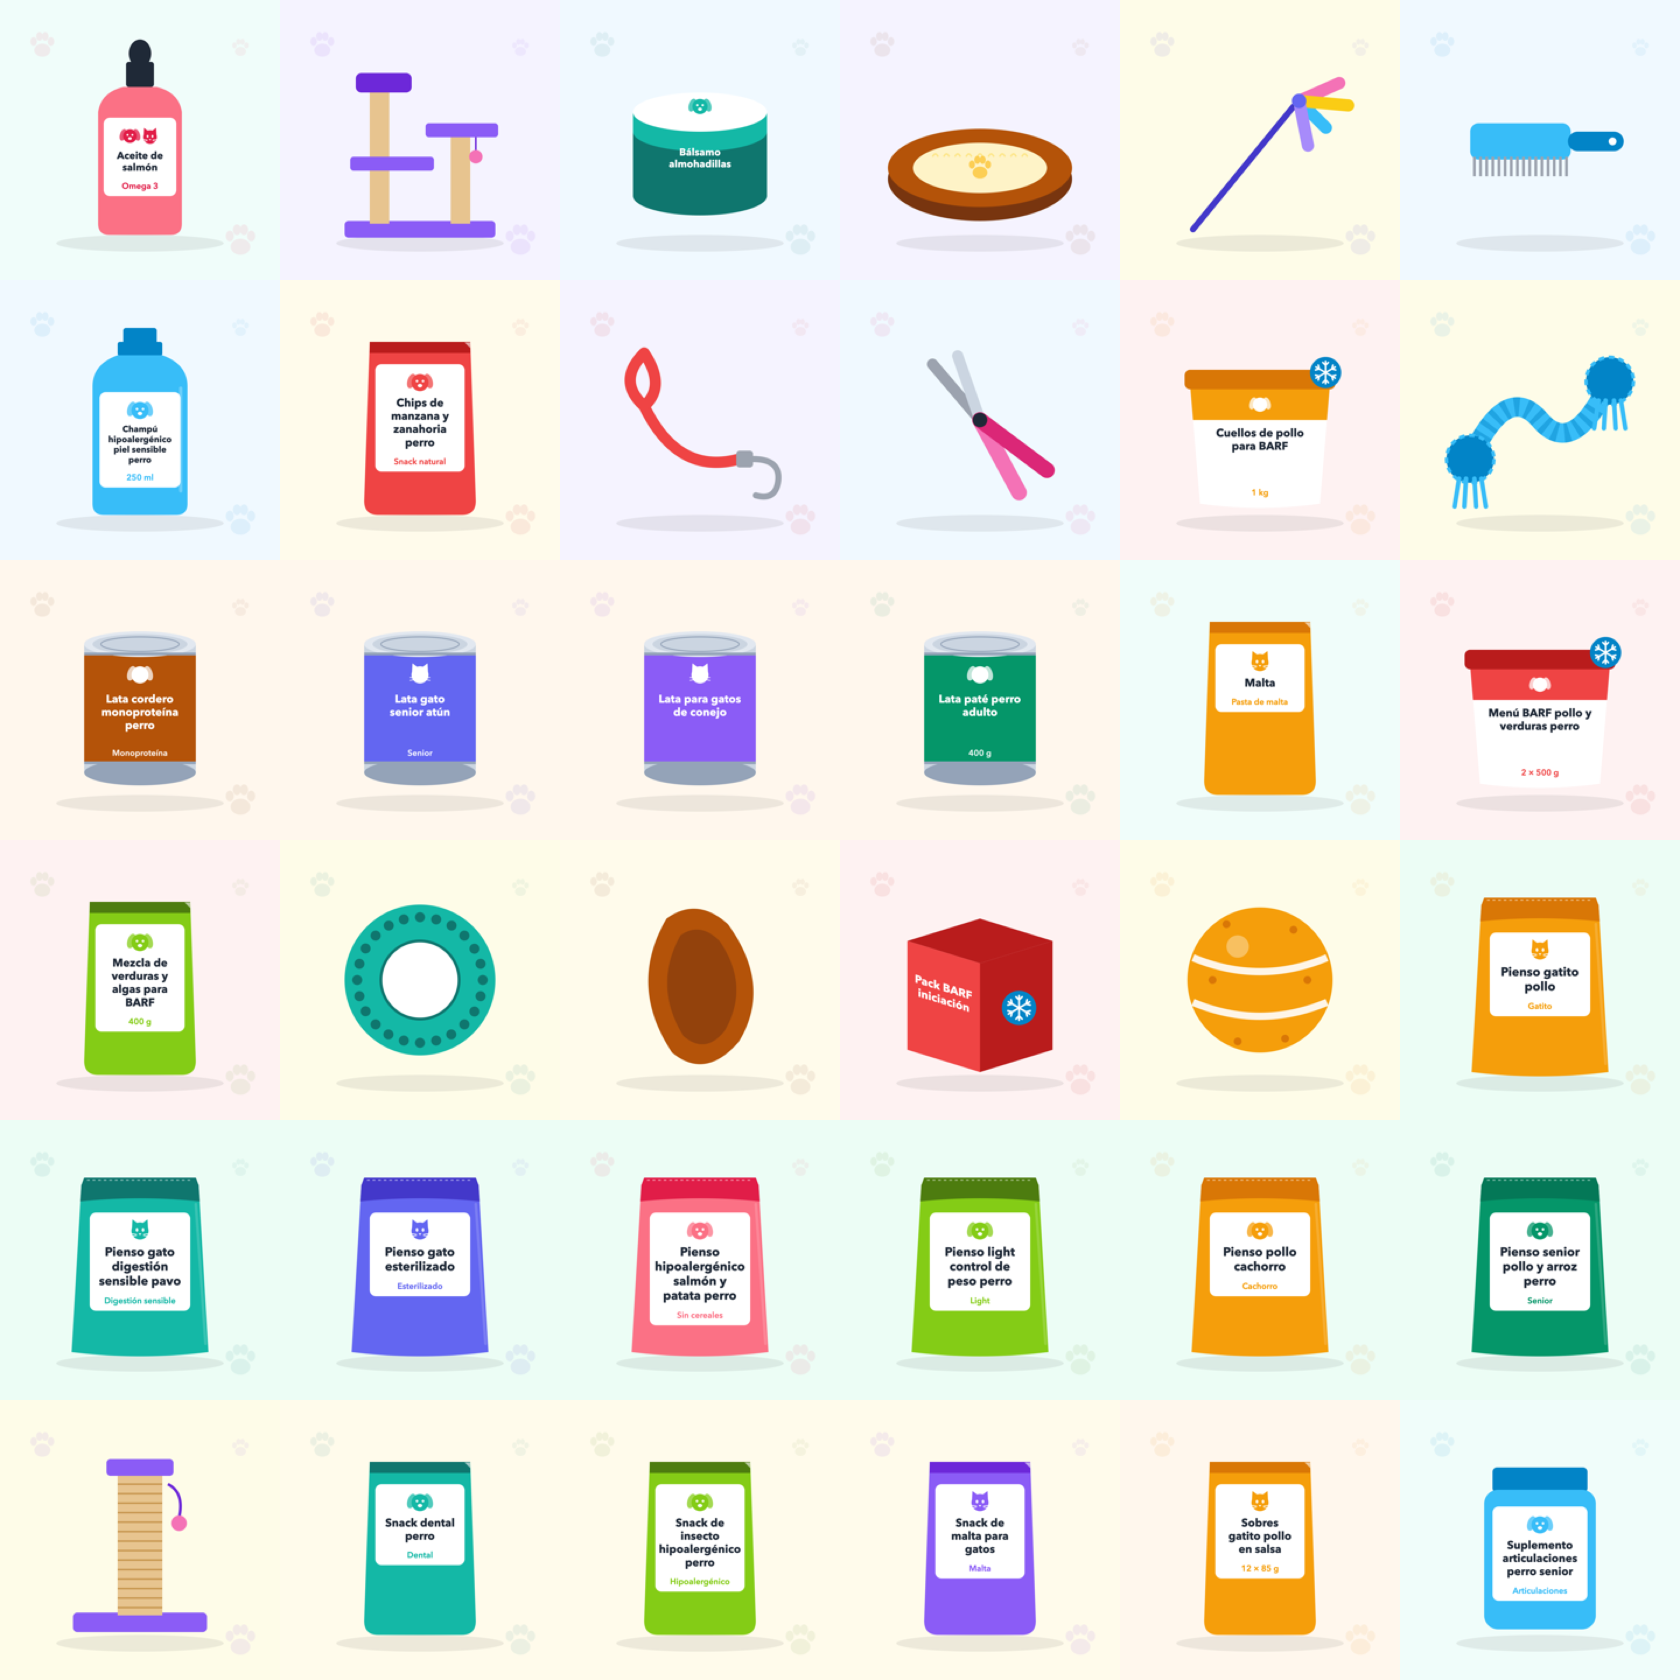 Aceite de
salmón
Omega 3
Bálsamo
almohadillas
Champú
hipoalergénico
piel sensible
perro
250 ml
Chips de
manzana y
zanahoria
perro
Snack natural
Cuellos de pollo
para BARF
1 kg
Lata cordero
monoproteína
perro
Monoproteína
Lata gato
senior atún
Senior
Lata para gatos
de conejo
Lata paté perro
adulto
400 g
Malta
Pasta de malta
Menú BARF pollo y
verduras perro
2 × 500 g
Mezcla de
verduras y
algas para
BARF
400 g
Pack BARF
iniciación
Pienso gatito
pollo
Gatito
Pienso gato
digestión
sensible pavo
Digestión sensible
Pienso gato
esterilizado
Esterilizado
Pienso
hipoalergénico
salmón y
patata perro
Sin cereales
Pienso light
control de
peso perro
Light
Pienso pollo
cachorro
Cachorro
Pienso senior
pollo y arroz
perro
Senior
Snack dental
perro
Dental
Snack de
insecto
hipoalergénico
perro
Hipoalergénico
Snack de
malta para
gatos
Malta
Sobres
gatito pollo
en salsa
12 × 85 g
Suplemento
articulaciones
perro senior
Articulaciones